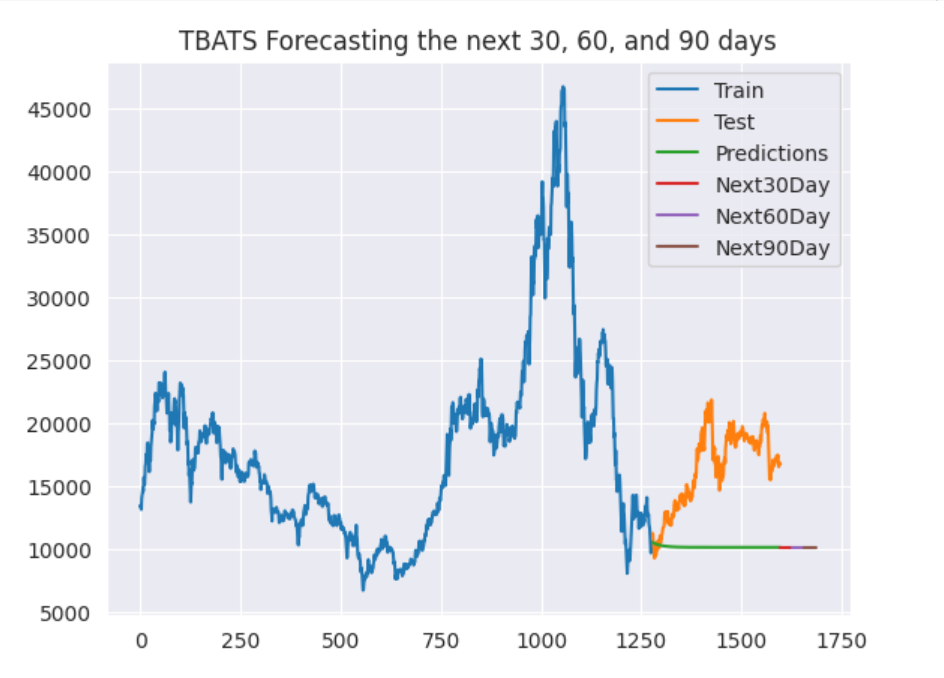 TBATS Forecasting the next 30, 60, and 90 days
Train
Test
Predictions
Next30Day
Next60Day
Next90Day
45000
40000
35000
30000
25000
20000
15000
10000
5000
0 250 500 750 1000 1250 1500 1750